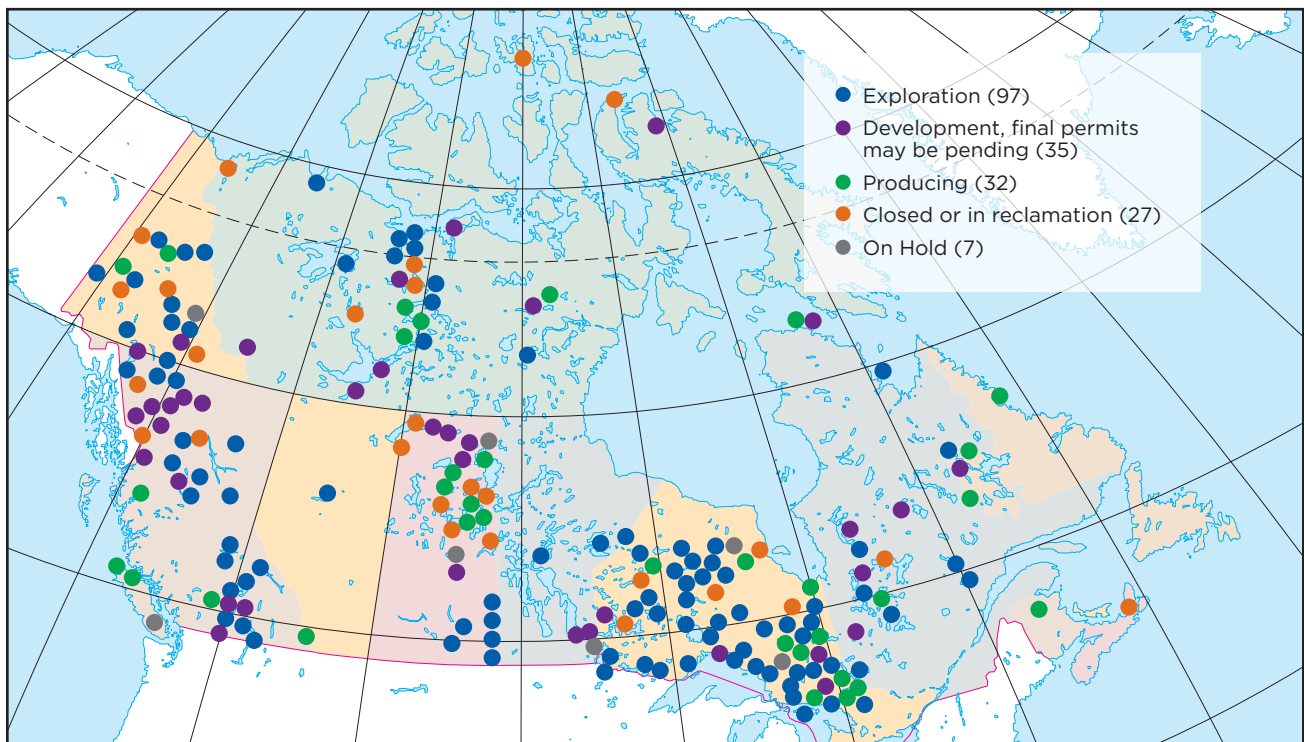 Exploration (97)
Development, final permits
may be pending (35)
Producing (32)
Closed or in reclamation (27)
On Hold (7)